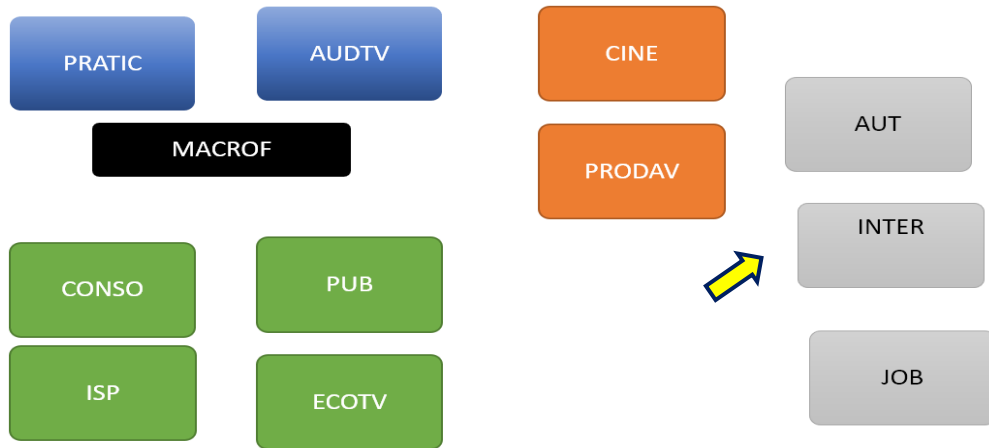 PRATIC
AUDTV
MACROF
CINE
PRODAV
AUT
INTER
JOB
CONSO
PUB
ISP
ECOTV